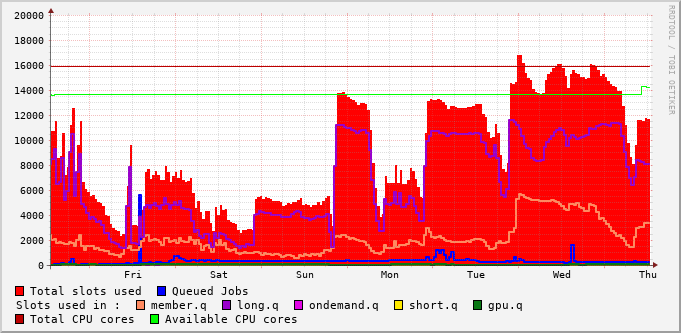 20000
18000
16000
14000
12000
10000
8000
6000
4000
2000
0
Fri Sat Sun Mon Tue Wed Thu
Total slots used Queued Jobs
Slots used in : member.q long.q ondemand.q short.q gpu.q
Total CPU cores Available CPU cores
RRDTOOL / TOBI OETIKER